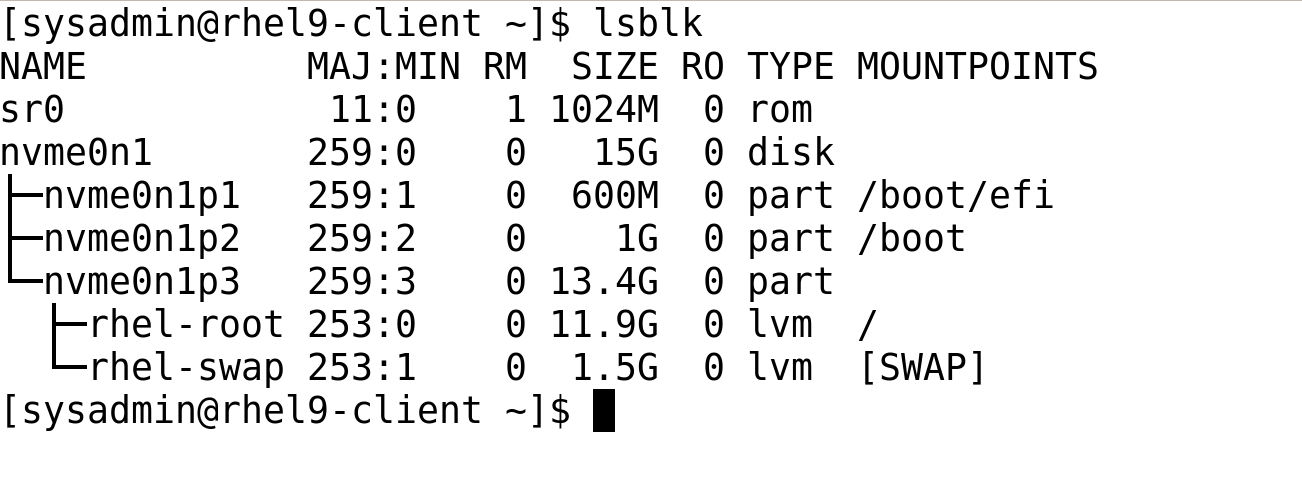 [sysadmin@rhel9-client ~]$ lsblk
NAME          MAJ:MIN RM  SIZE RO TYPE MOUNTPOINTS
sr0            11:0    1 1024M  0 rom
nvme0n1       259:0    0   15G  0 disk
├─nvme0n1p1   259:1    0  600M  0 part /boot/efi
├─nvme0n1p2   259:2    0    1G  0 part /boot
└─nvme0n1p3   259:3    0 13.4G  0 part
  ├─rhel-root 253:0    0 11.9G  0 lvm  /
  └─rhel-swap 253:1    0  1.5G  0 lvm  [SWAP]
[sysadmin@rhel9-client ~]$